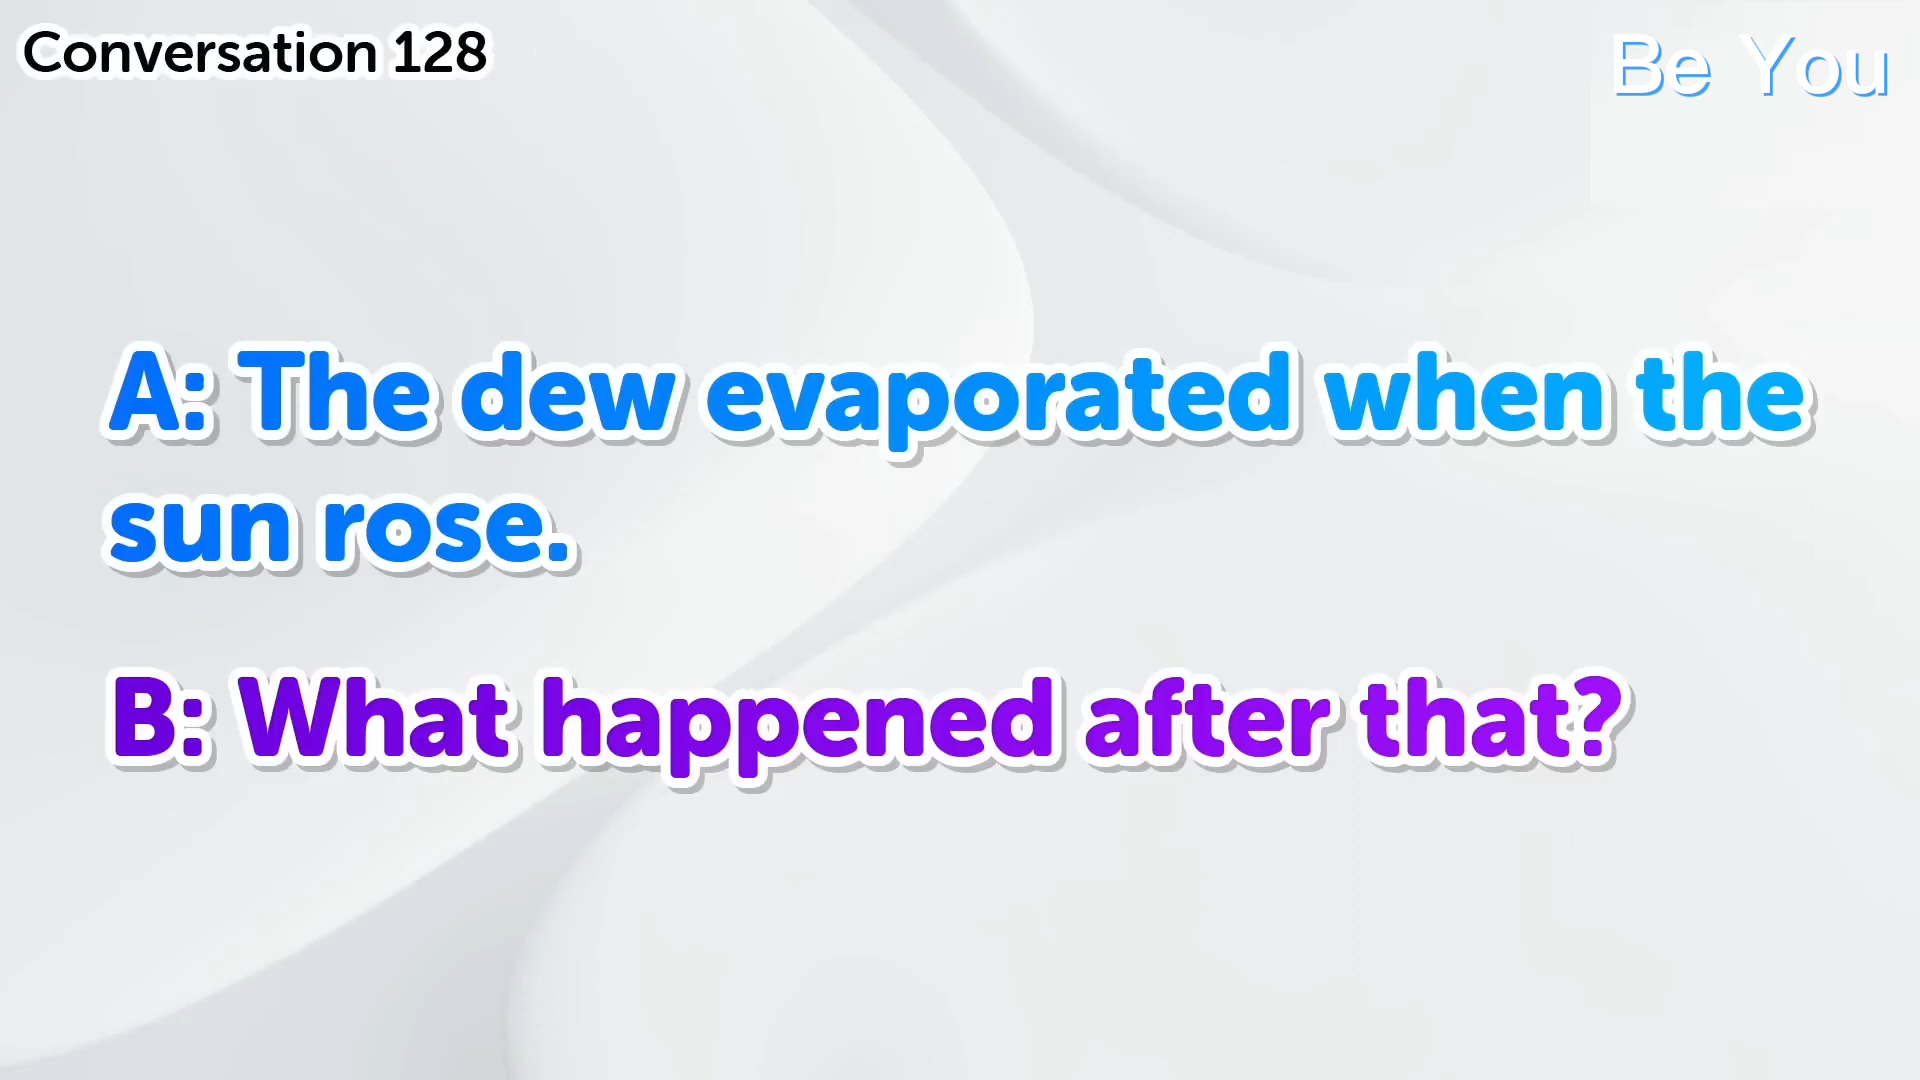 Conversation 128
Be You
A: The dew evaporated when the
sun rose.
B: What happened after that?